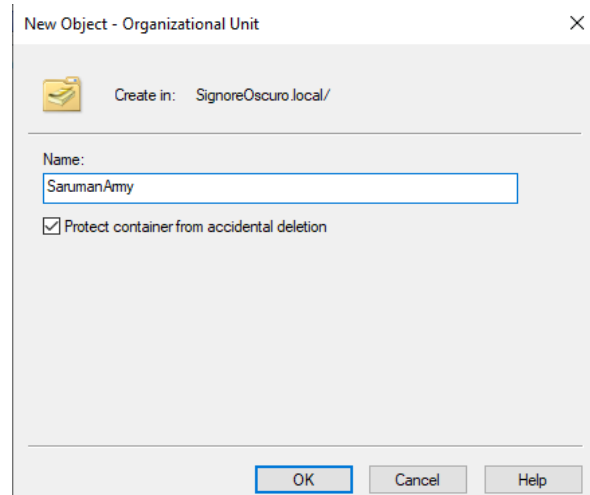 New Object - Organizational Unit
Create in: SignoreOscuro.local/
Name:
SarumanArmy
Protect container from accidental deletion
OK Cancel Help